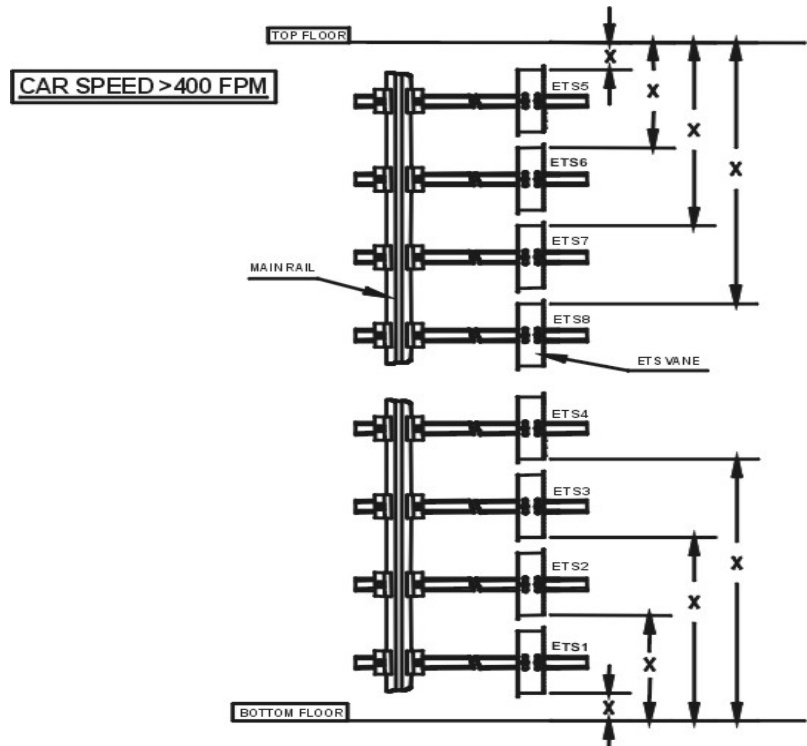 TOP FLOOR
X
CAR SPEED >400 FPM
ETS5
X
X
X
ETS6
ETS7
MAIN RAIL
ETS8
ETS VANE
ETS4
ETS3
X
ETS2
X
ETS1
X
X
BOTTOM FLOOR